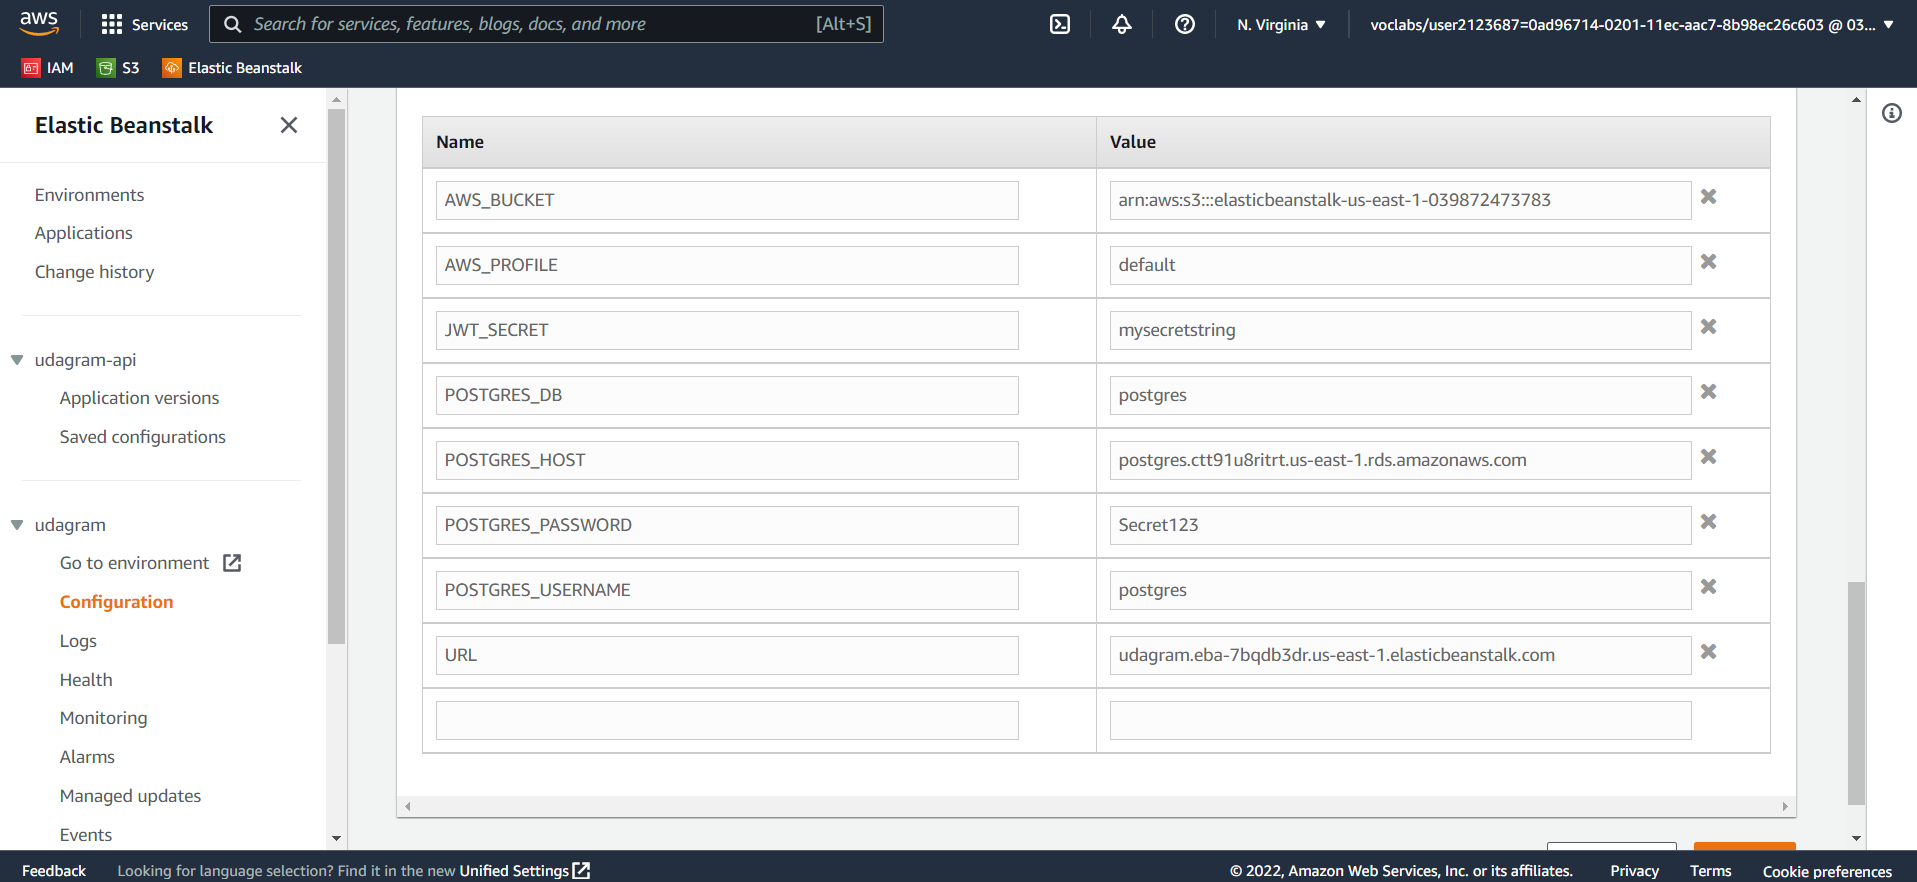 aws
Services
Search for services, features, blogs, docs, and more [Alt+S]
N. Virginia
voclabs/user2123687=0ad96714-0201-11ec-aac7-8b98ec26c603 @ 03...
IAM S3 Elastic Beanstalk
Elastic Beanstalk
Environments
Applications
Change history
udagram-api
Application versions
Saved configurations
udagram
Go to environment
Configuration
Logs
Health
Monitoring
Alarms
Managed updates
Events
Name Value
AWS_BUCKET arn:aws:s3:::elasticbeanstalk-us-east-1-039872473783
AWS_PROFILE default
JWT_SECRET mysecretstring
POSTGRES_DB postgres
POSTGRES_HOST postgres.ctt91u8ritrt.us-east-1.rds.amazonaws.com
POSTGRES_PASSWORD Secret123
POSTGRES_USERNAME postgres
URL udagram.eba-7bqdb3dr.us-east-1.elasticbeanstalk.com
Feedback Looking for language selection? Find it in the new Unified Settings © 2022, Amazon Web Services, Inc. or its affiliates. Privacy Terms Cookie preferences